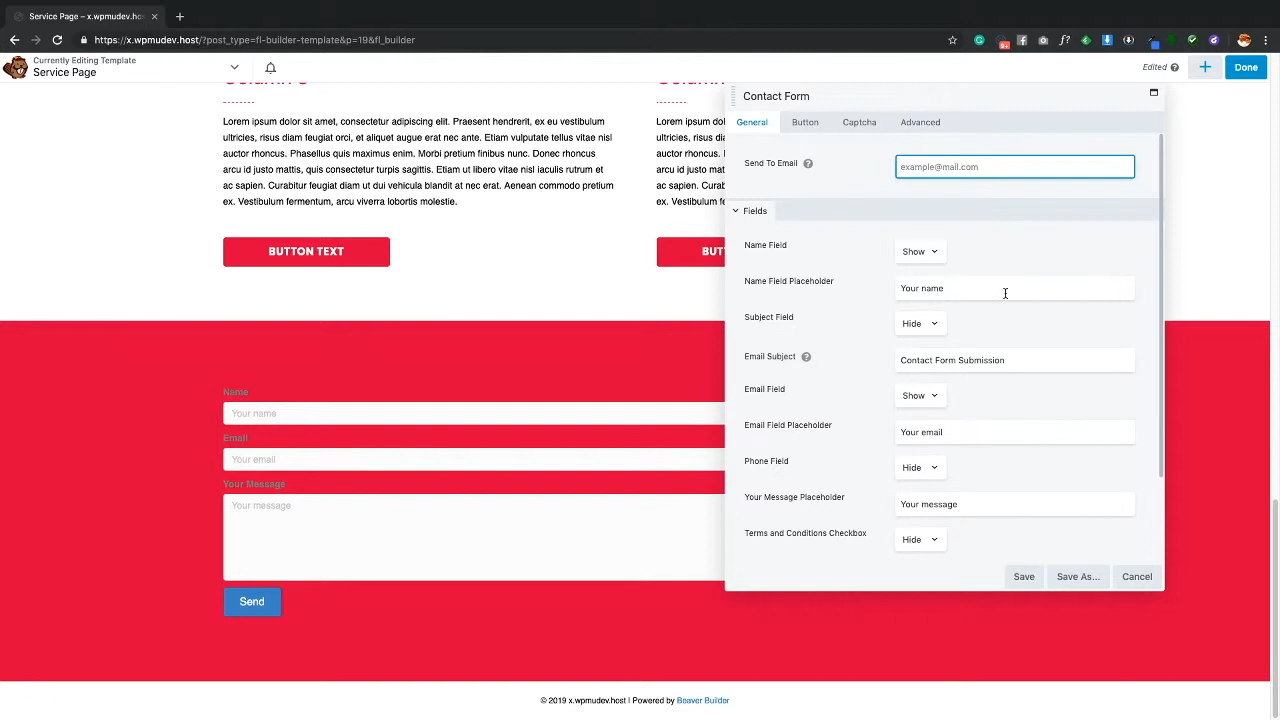 Service Page – x.wpmudev.hos
https://x.wpmudev.host/?post_type=fl-builder-template&p=19&fl_builder
Currently Editing Template
Service Page
Edited
Done
Lorem ipsum dolor sit amet, consectetur adipiscing elit. Praesent hendrerit, ex eu vestibulum
ultricies, risus diam feugiat orci, et aliquet augue erat nec ante. Etiam vulputate tellus vitae nisl
auctor rhoncus. Phasellus quis maximus enim. Morbi pretium finibus nunc. Donec rhoncus
arcu id justo mattis, quis consectetur turpis sagittis. Etiam ut libero vitae nisl iaculis rutrum et
ac sapien. Curabitur feugiat diam ut dui vehicula blandit at nec erat. Aenean commodo pretium
ex. Vestibulum fermentum, arcu viverra lobortis molestie.
BUTTON TEXT
Lorem ipsum dol
ultricies, risus dia
auctor rhoncus. P
arcu id justo matti
ac sapien. Curab
ex. Vestibulum fe
BUT
Name
Your name
Email
Your email
Your Message
Your message
Send
Contact Form
General
Button
Captcha
Advanced
Send To Email
example@mail.com
Fields
Name Field
Show
Name Field Placeholder
Your name
Subject Field
Hide
Email Subject
Contact Form Submission
Email Field
Show
Email Field Placeholder
Your email
Phone Field
Hide
Your Message Placeholder
Your message
Terms and Conditions Checkbox
Hide
Save
Save As...
Cancel
© 2019 x.wpmudev.host | Powered by Beaver Builder